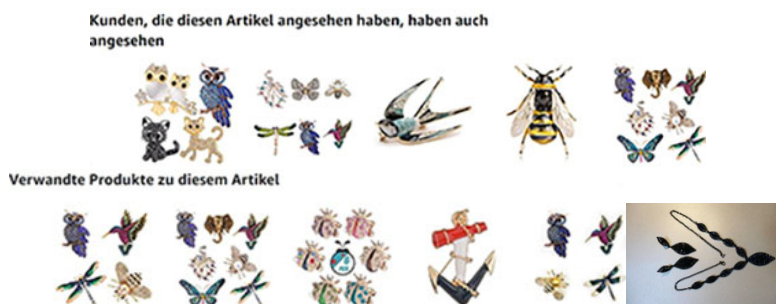 Kunden, die diesen Artikel angesehen haben, haben auch
angesehen
Verwandte Produkte zu diesem Artikel